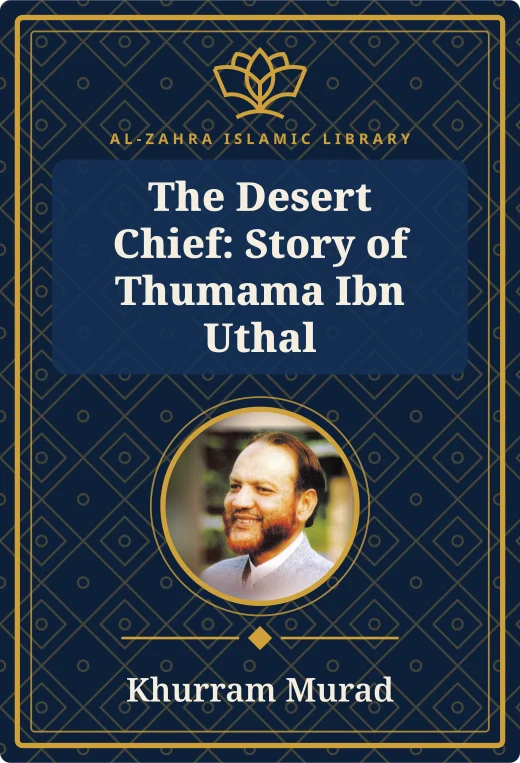 AL-ZAHRA ISLAMIC LIBRARY
The Desert
Chief: Story of
Thumama Ibn
Uthal
Khurram Murad